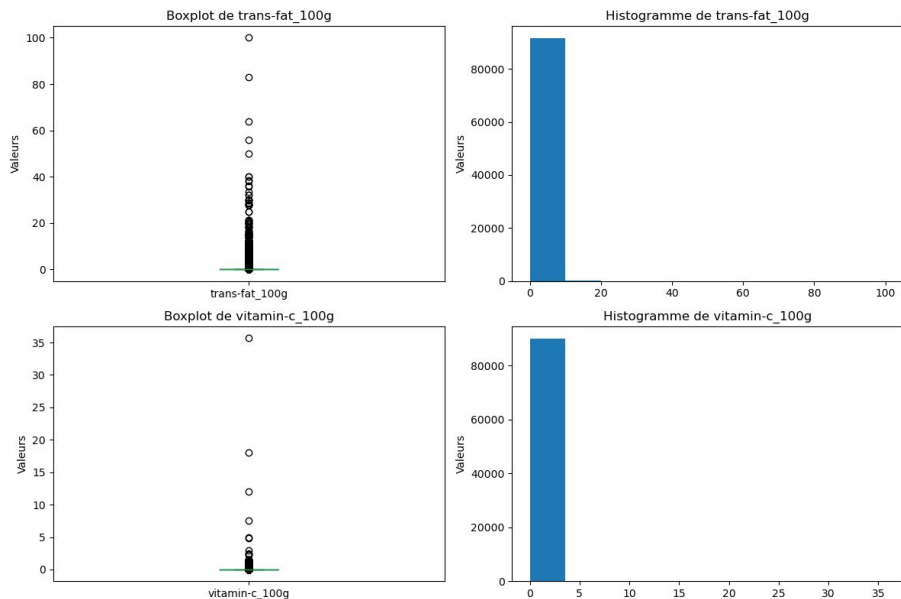 Boxplot de trans-fat_100g
100
80
60
40
20
0
Valeurs
trans-fat_100g
Histogramme de trans-fat_100g
80000
60000
40000
20000
0
Valeurs
0 20 40 60 80 100
Boxplot de vitamin-c_100g
35
30
25
20
15
10
5
0
Valeurs
vitamin-c_100g
Histogramme de vitamin-c_100g
80000
60000
40000
20000
0
Valeurs
0 5 10 15 20 25 30 35